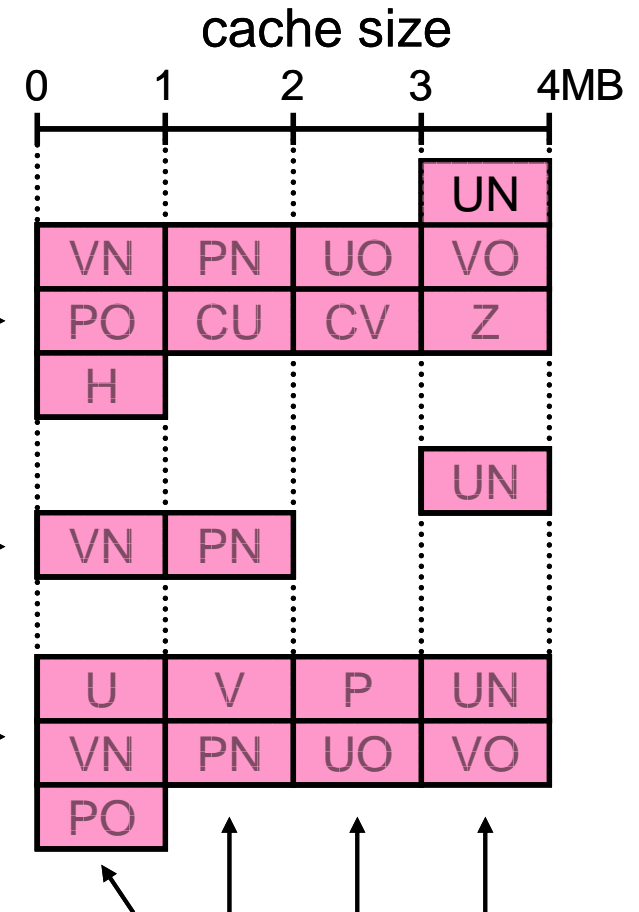 cache size
0 1 2 3 4MB
UN
VN PN UO VO
PO CU CV Z
H
UN
VN PN
U V P UN
VN PN UO VO
PO